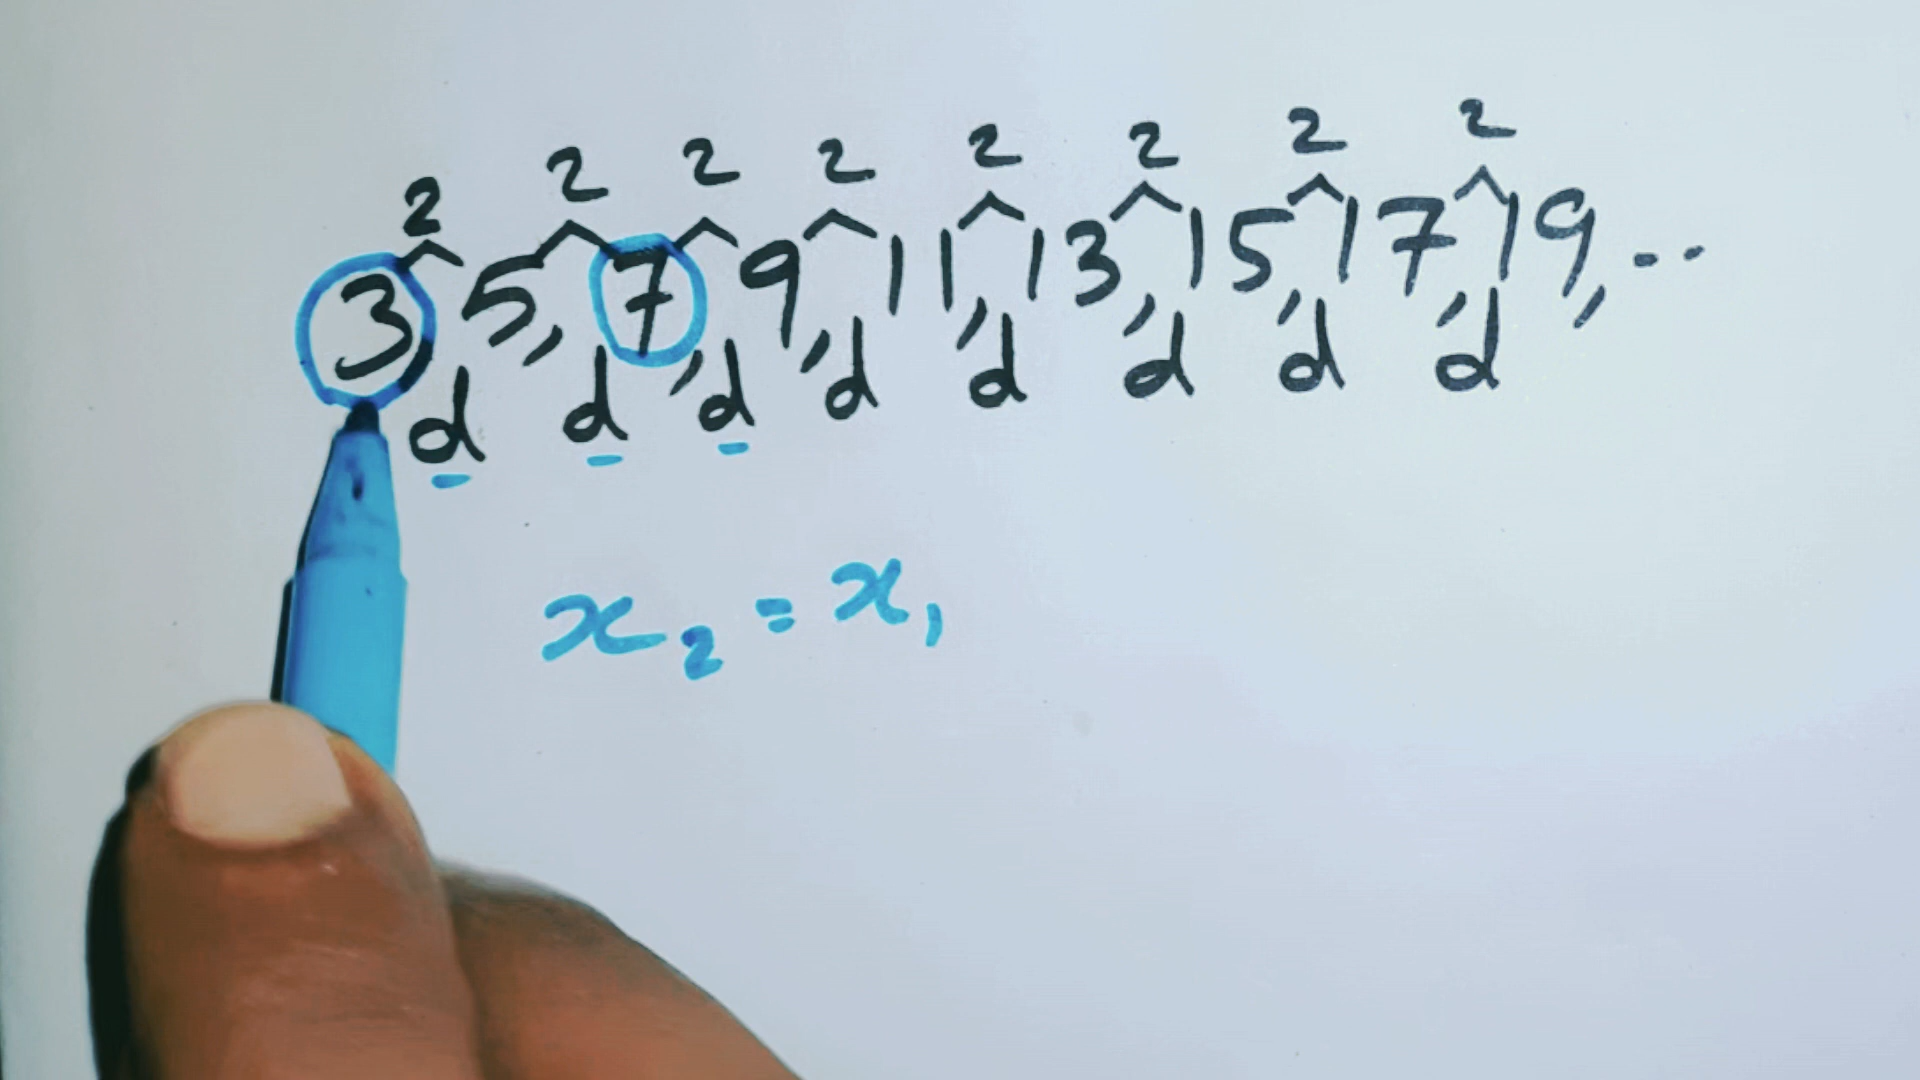 2 2 2 2 2 2 2 2
3 5, 7, 9, 11, 13, 15, 17, 19, ..
d d d d d d d d
x₂ = x₁